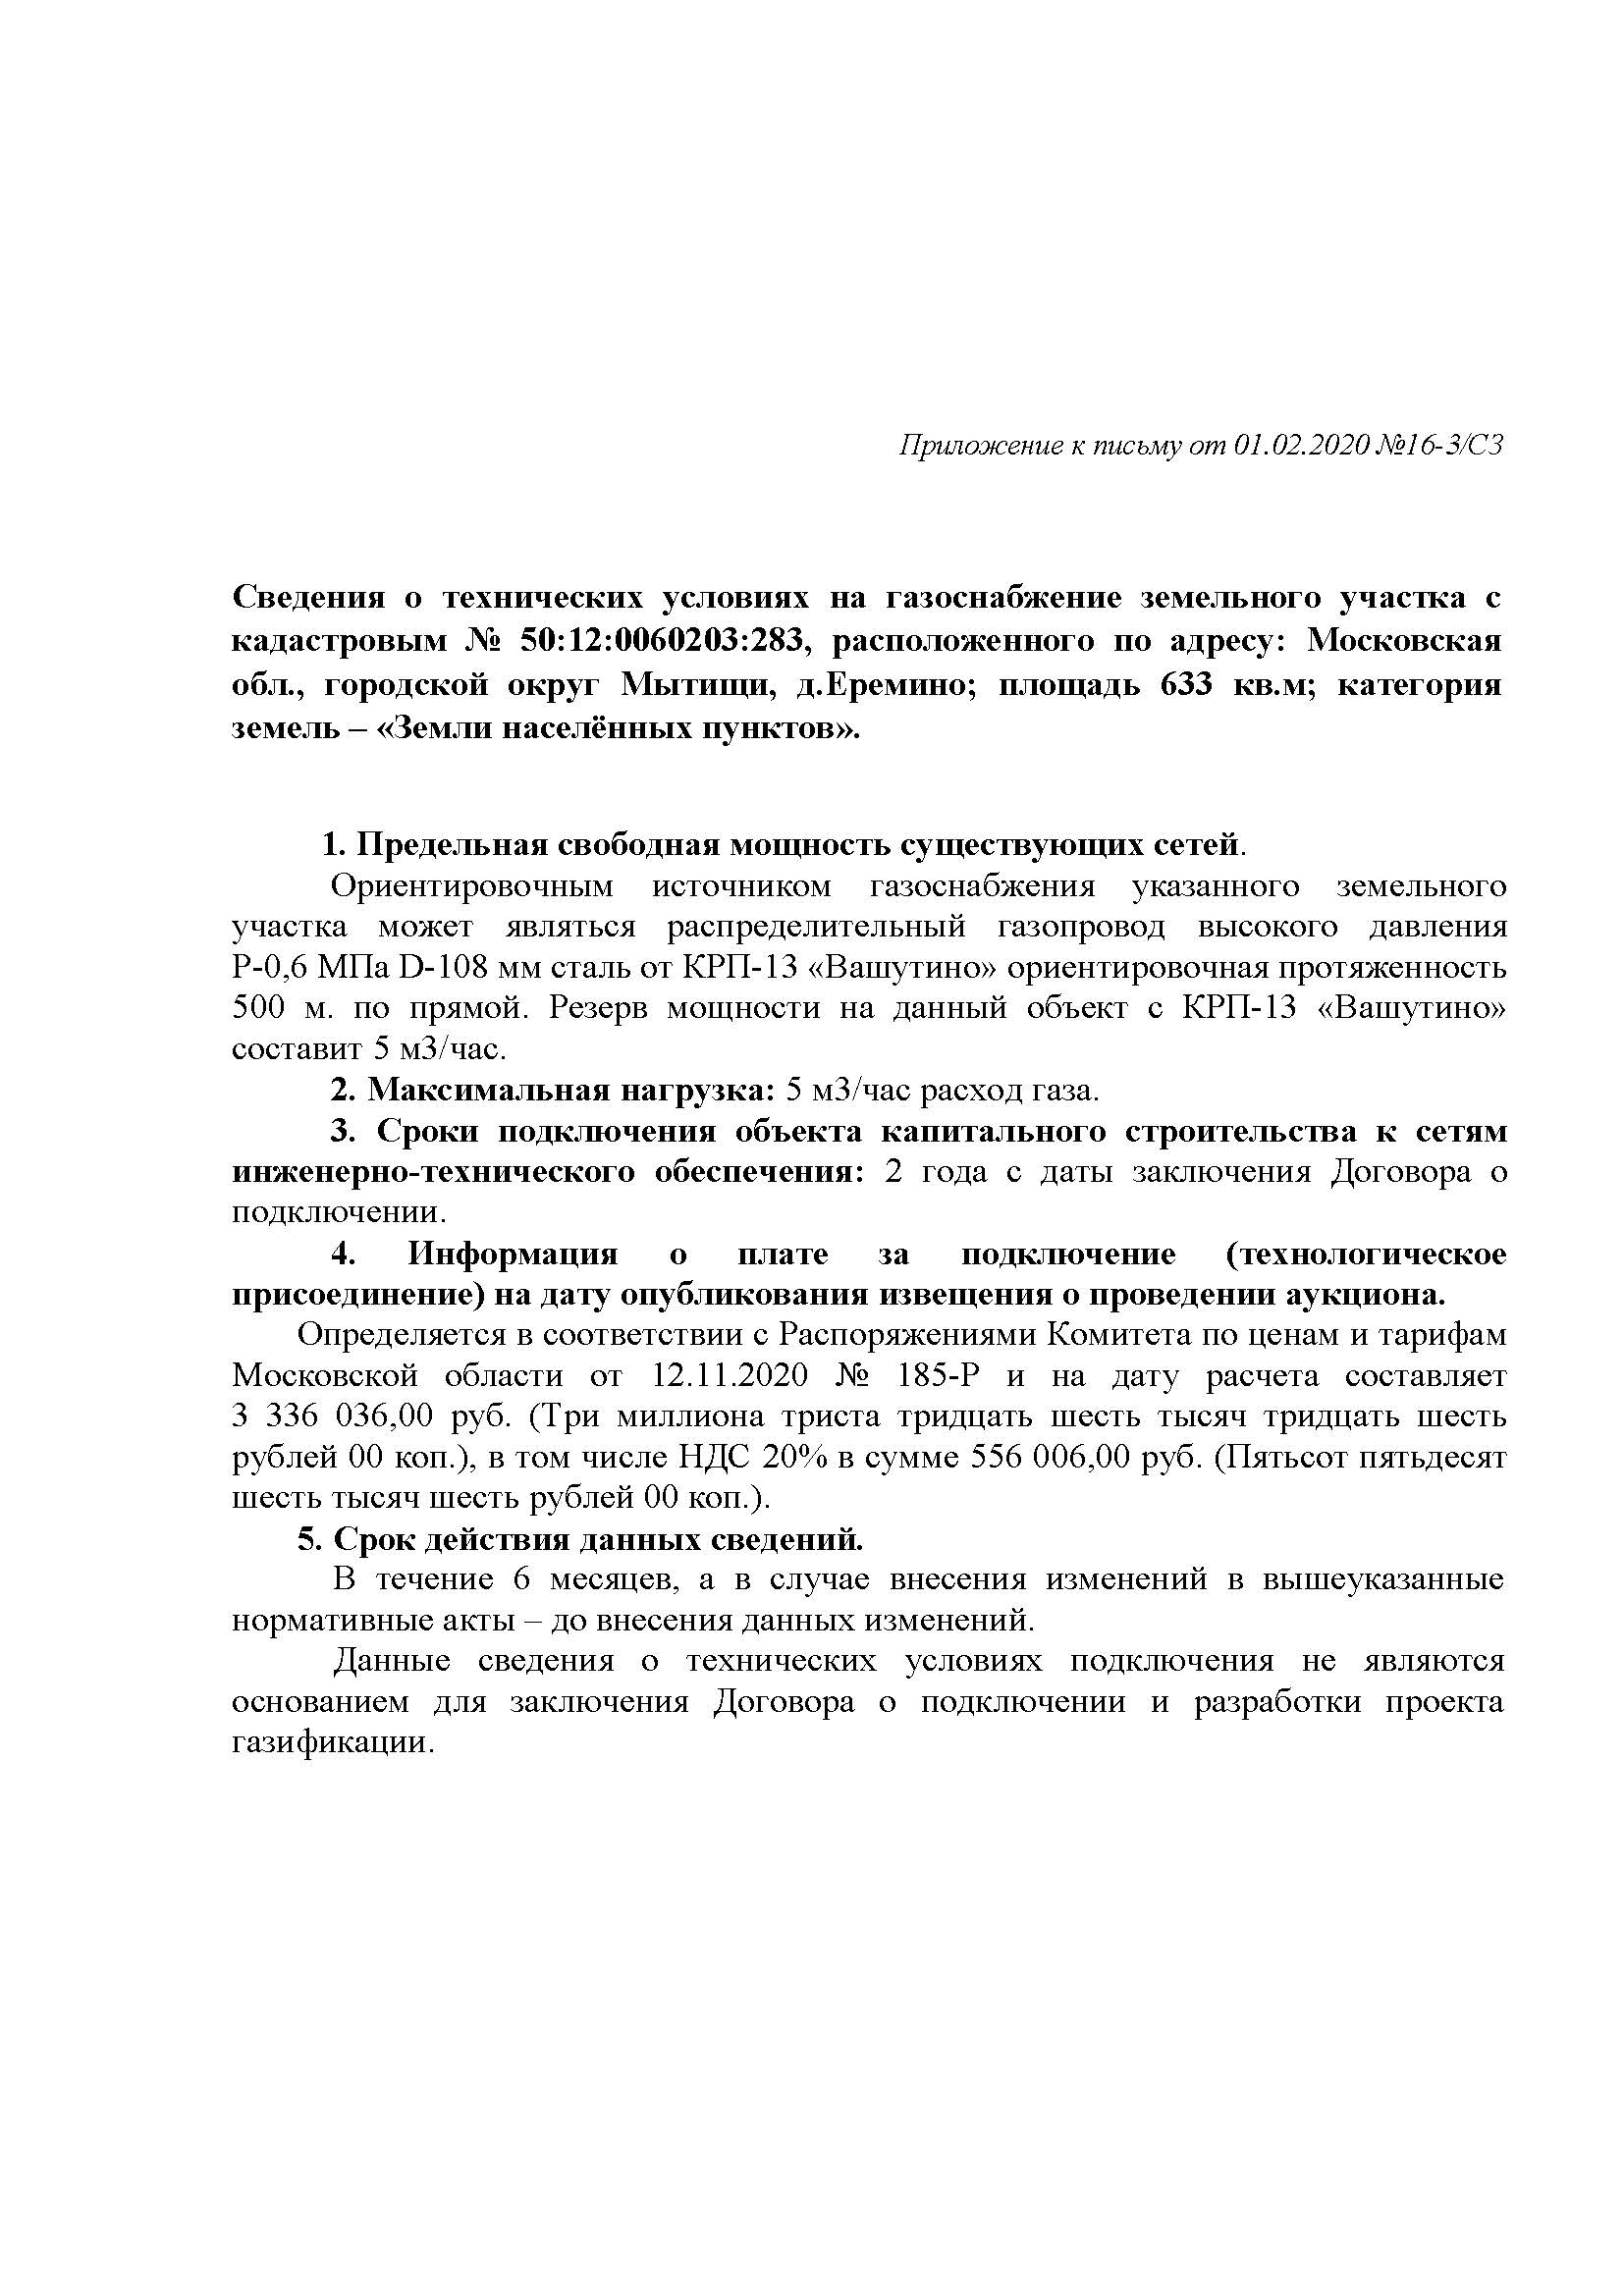 Приложение к письму от 01.02.2020 №16-3/СЗ
Сведения о технических условиях на газоснабжение земельного участка с
кадастровым № 50:12:0060203:283, расположенного по адресу: Московская
обл., городской округ Мытищи, д.Еремино; площадь 633 кв.м; категория
земель – «Земли населённых пунктов».
1. Предельная свободная мощность существующих сетей.
Ориентировочным источником газоснабжения указанного земельного
участка может являться распределительный газопровод высокого давления
Р-0,6 МПа D-108 мм сталь от КРП-13 «Вашутино» ориентировочная протяженность
500 м. по прямой. Резерв мощности на данный объект с КРП-13 «Вашутино»
составит 5 м3/час.
2. Максимальная нагрузка: 5 м3/час расход газа.
3. Сроки подключения объекта капитального строительства к сетям
инженерно-технического обеспечения: 2 года с даты заключения Договора о
подключении.
4. Информация о плате за подключение (технологическое
присоединение) на дату опубликования извещения о проведении аукциона.
Определяется в соответствии с Распоряжениями Комитета по ценам и тарифам
Московской области от 12.11.2020 № 185-Р и на дату расчета составляет
3 336 036,00 руб. (Три миллиона триста тридцать шесть тысяч тридцать шесть
рублей 00 коп.), в том числе НДС 20% в сумме 556 006,00 руб. (Пятьсот пятьдесят
шесть тысяч шесть рублей 00 коп.).
5. Срок действия данных сведений.
В течение 6 месяцев, а в случае внесения изменений в вышеуказанные
нормативные акты – до внесения данных изменений.
Данные сведения о технических условиях подключения не являются
основанием для заключения Договора о подключении и разработки проекта
газификации.